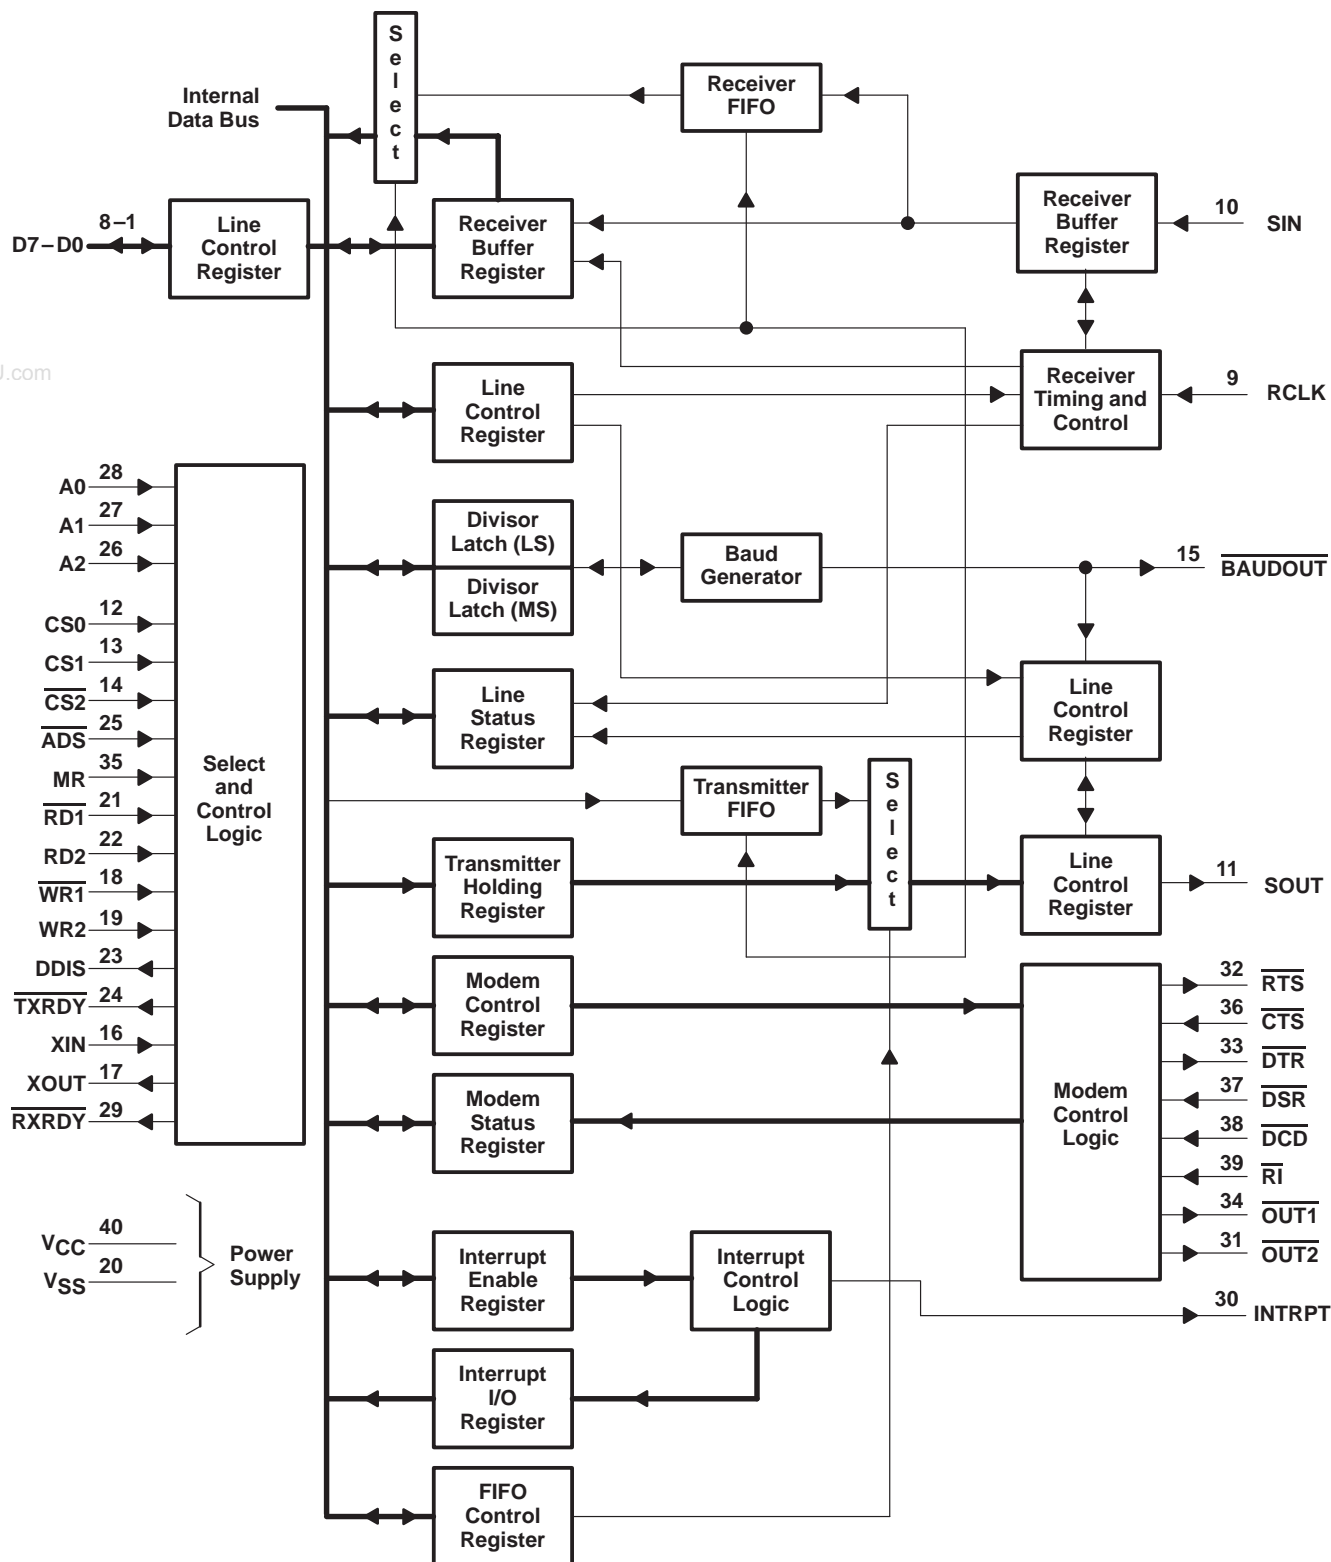 S
e
l
e
c
t
Internal
Data Bus
Receiver
FIFO
8–1
D7–D0
Line
Control
Register
Receiver
Buffer
Register
Receiver
Buffer
Register
10
SIN
J.com
Line
Control
Register
Receiver
Timing and
Control
9
RCLK
A0 28
A1 27
A2 26
CS0 12
CS1 13
CS2 14
ADS 25
MR 35
RD1 21
RD2 22
WR1 18
WR2 19
DDIS 23
TXRDY 24
XIN 16
XOUT 17
RXRDY 29
Select
and
Control
Logic
Divisor
Latch (LS)
Divisor
Latch (MS)
Baud
Generator
15
BAUDOUT
Line
Status
Register
Line
Control
Register
Transmitter
FIFO
S
e
l
e
c
t
Transmitter
Holding
Register
Line
Control
Register
11
SOUT
Modem
Control
Register
Modem
Status
Register
Modem
Control
Logic
32 RTS
36 CTS
33 DTR
37 DSR
38 DCD
39 RI
34 OUT1
31 OUT2
VCC 40
VSS 20
Power
Supply
Interrupt
Enable
Register
Interrupt
Control
Logic
30
INTRPT
Interrupt
I/O
Register
FIFO
Control
Register